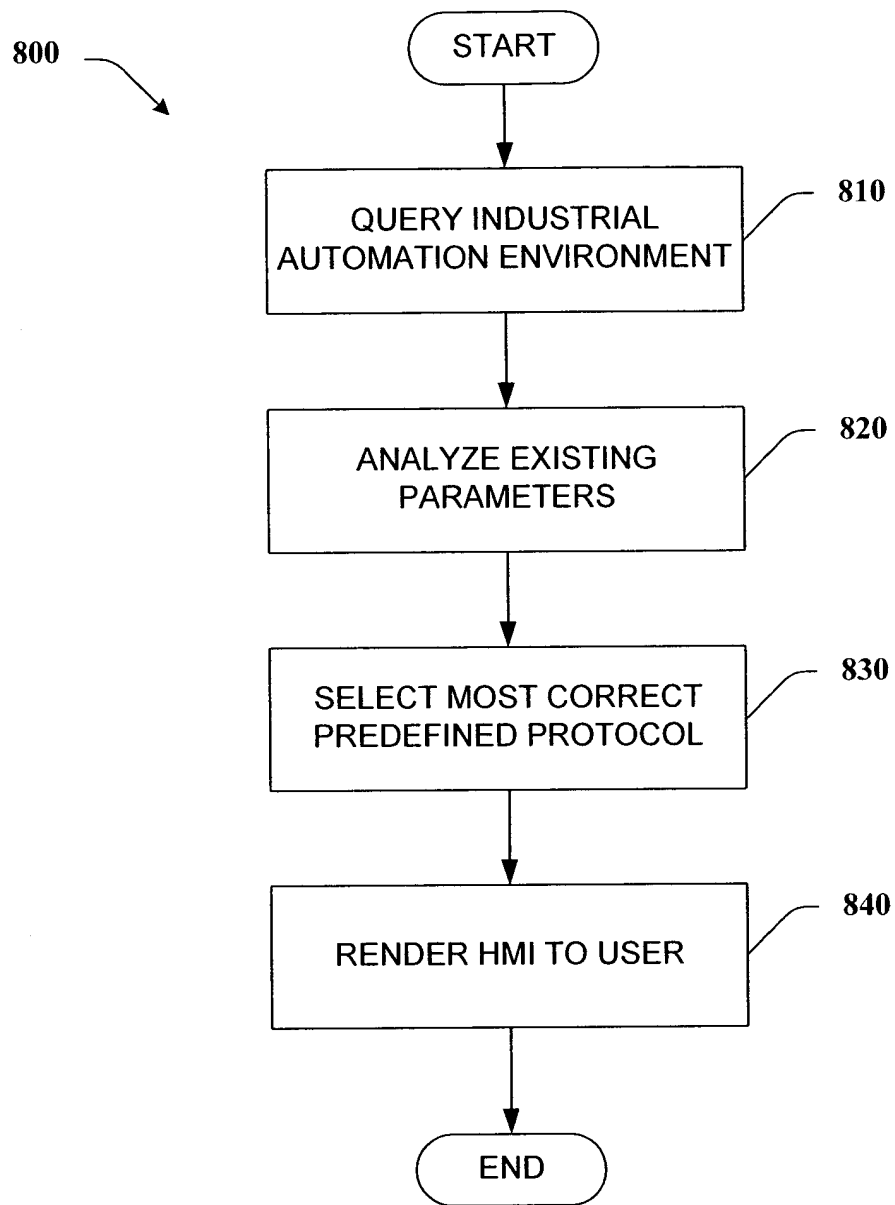 800
START
810
QUERY INDUSTRIAL
AUTOMATION ENVIRONMENT
820
ANALYZE EXISTING
PARAMETERS
830
SELECT MOST CORRECT
PREDEFINED PROTOCOL
840
RENDER HMI TO USER
END